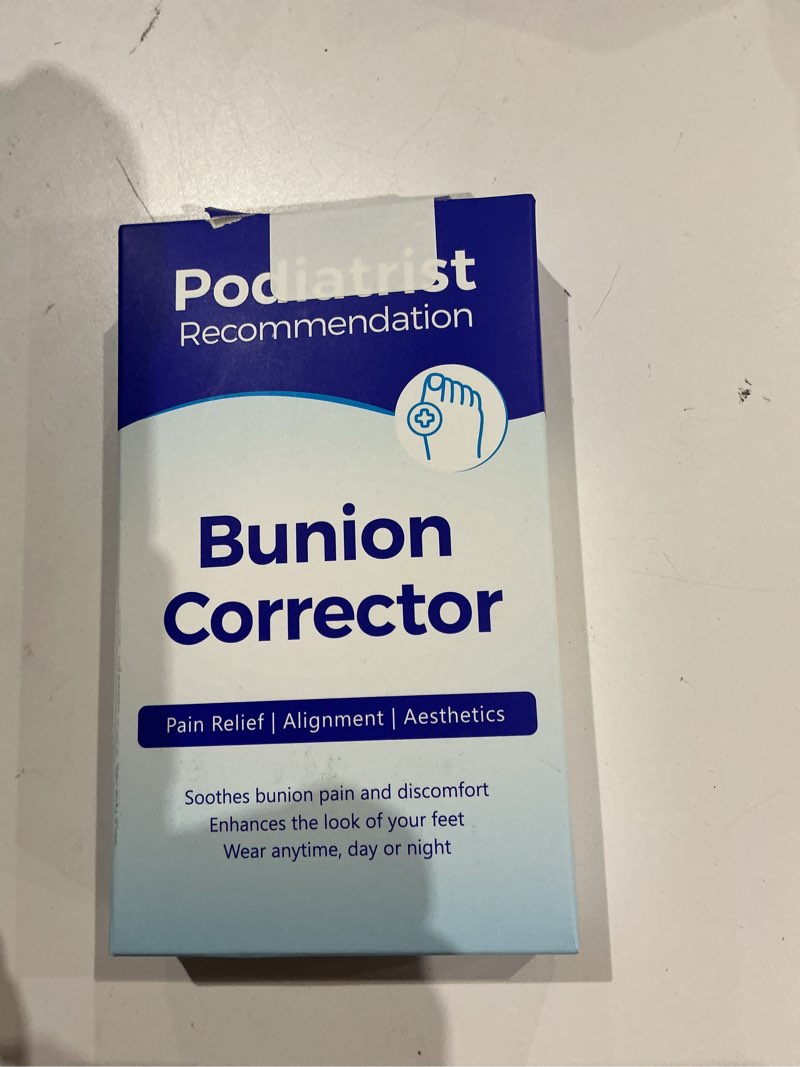 Podiatrist
Recommendation
Bunion
Corrector
Pain Relief | Alignment | Aesthetics
Soothes bunion pain and discomfort
Enhances the look of your feet
Wear anytime, day or night